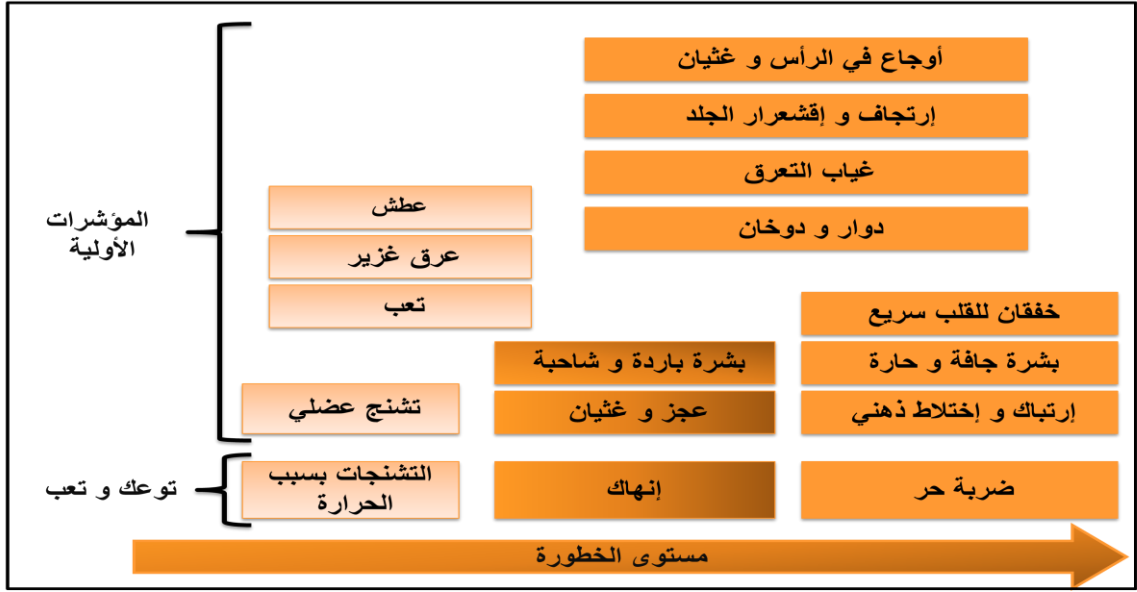 أوجاع في الرأس و غثيان
إرتجاف و إقشعرار الجلد
غياب التعرق
دوار و دوخان
المؤشرات
الأولية
عطش
عرق غزير
تعب
تشنج عضلي
بشرة باردة و شاحبة
عجز و غثيان
خفقان للقلب سريع
بشرة جافة و حارة
إرتباك و إختلاط ذهني
توعك و تعب
التشنجات بسبب
الحرارة
إنهاك
ضربة حر
مستوى الخطورة